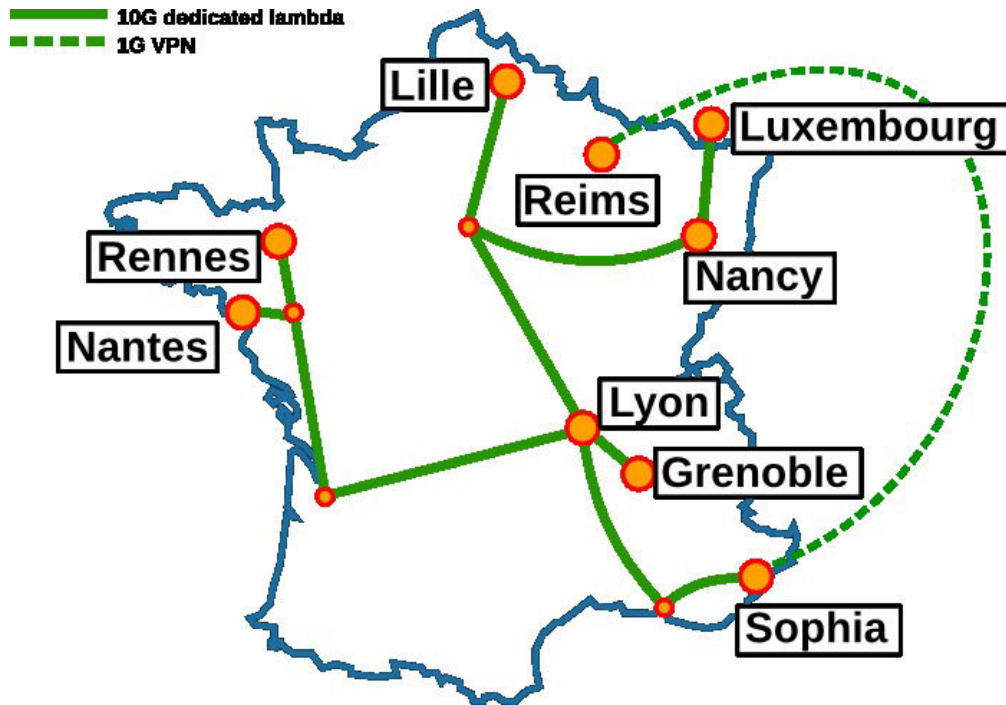 10G dedicated lambda
1G VPN
Lille
Luxembourg
Reims
Rennes
Nancy
Nantes
Lyon
Grenoble
Sophia